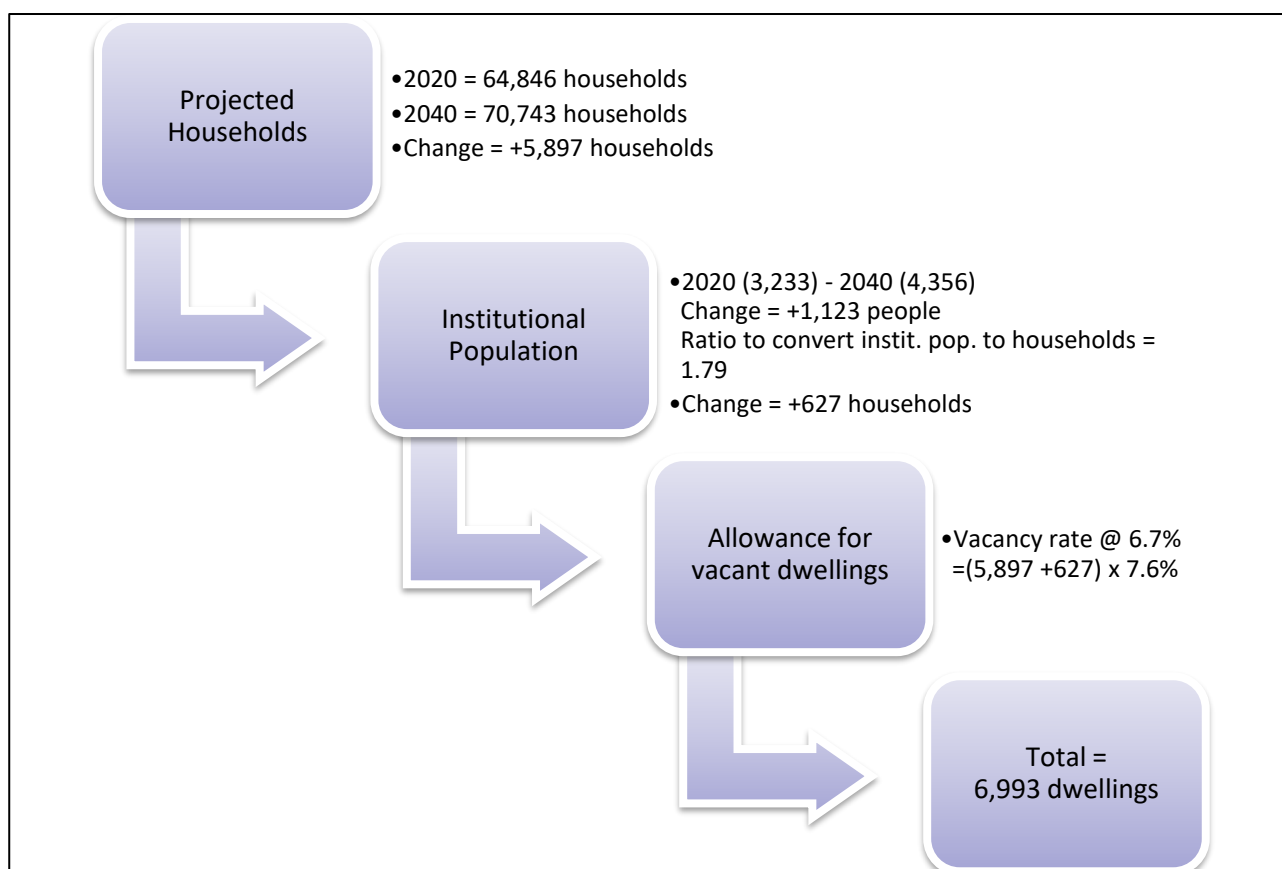 Projected
Households
•2020 = 64,846 households
•2040 = 70,743 households
•Change = +5,897 households
Institutional
Population
•2020 (3,233) - 2040 (4,356)
Change = +1,123 people
Ratio to convert instit. pop. to households =
1.79
•Change = +627 households
Allowance for
vacant dwellings
•Vacancy rate @ 6.7%
=(5,897 +627) x 7.6%
Total =
6,993 dwellings